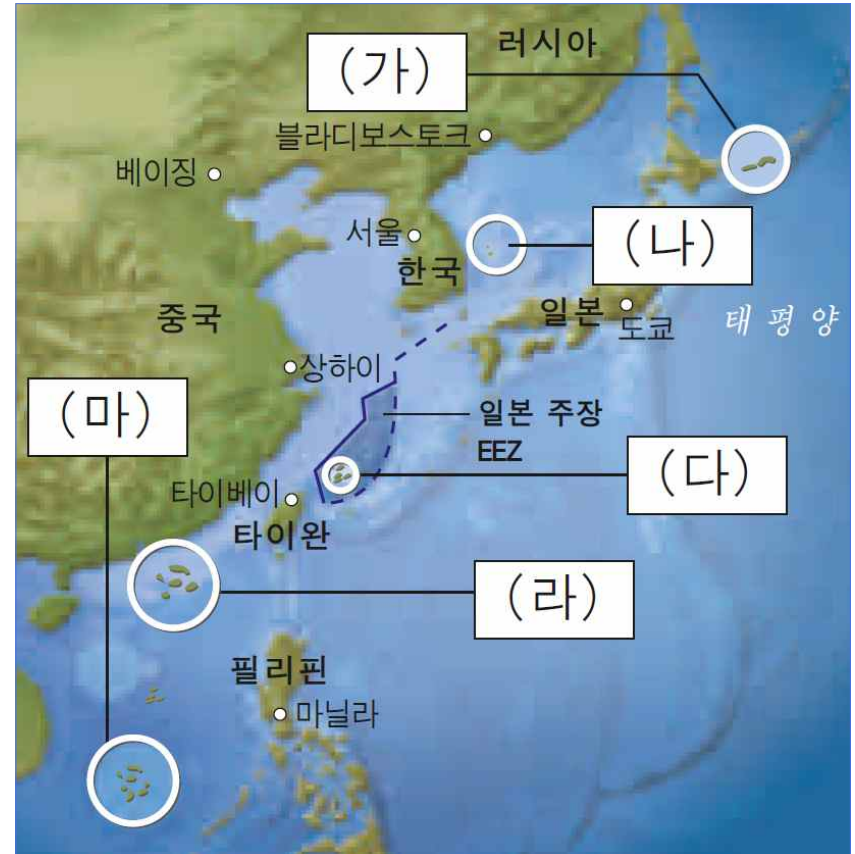 러시아
(가)
블라디보스토크
베이징
서울
(나)
한국
중국
일본
도쿄
태평양
상하이
(마)
일본 주장
EEZ
(다)
타이베이
타이완
(라)
필리핀
마닐라